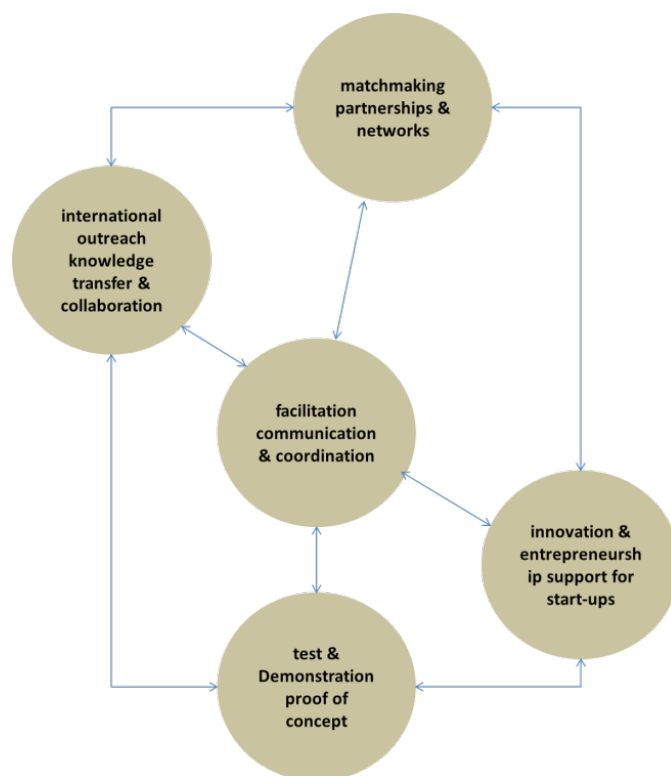 matchmaking
partnerships &
networks
international
outreach
knowledge
transfer &
collaboration
facilitation
communication
& coordination
innovation &
entrepreneursh
ip support for
start-ups
test &
Demonstration
proof of
concept